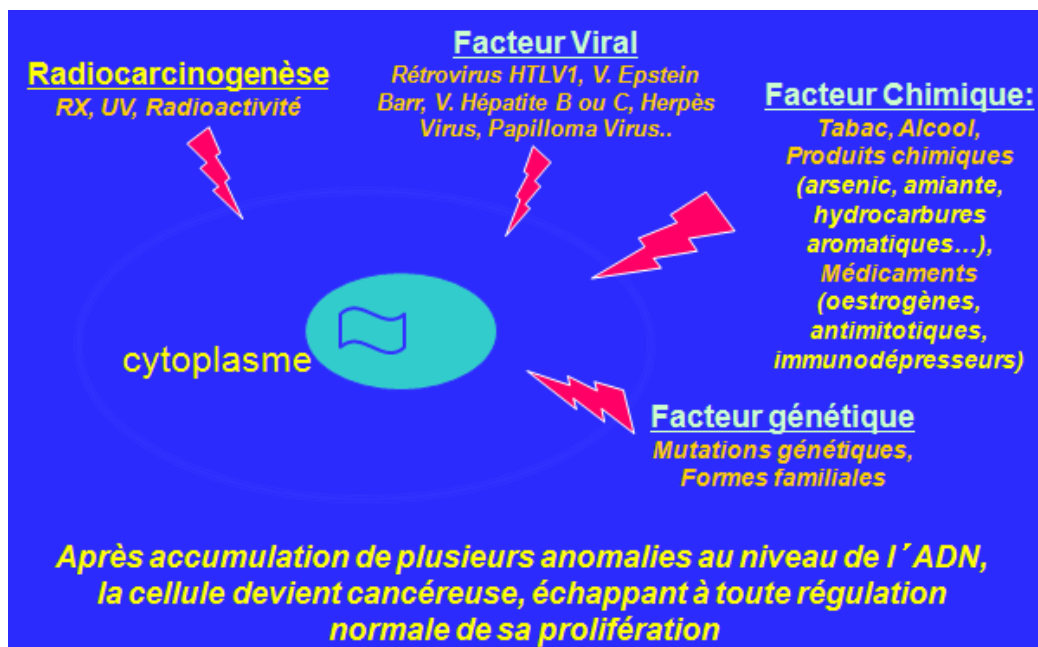 Radiocarcinogenèse
RX, UV, Radioactivité
Facteur Viral
Rétrovirus HTLV1, V. Epstein
Barr, V. Hépatite B ou C, Herpès
Virus, Papilloma Virus..
Facteur Chimique:
Tabac, Alcool,
Produits chimiques
(arsenic, amiante,
hydrocarbures
aromatiques...),
Médicaments
(oestrogènes,
antimitotiques,
immunodépresseurs)
cytoplasme
Facteur génétique
Mutations génétiques,
Formes familiales
Après accumulation de plusieurs anomalies au niveau de l´ADN,
la cellule devient cancéreuse, échappant à toute régulation
normale de sa prolifération